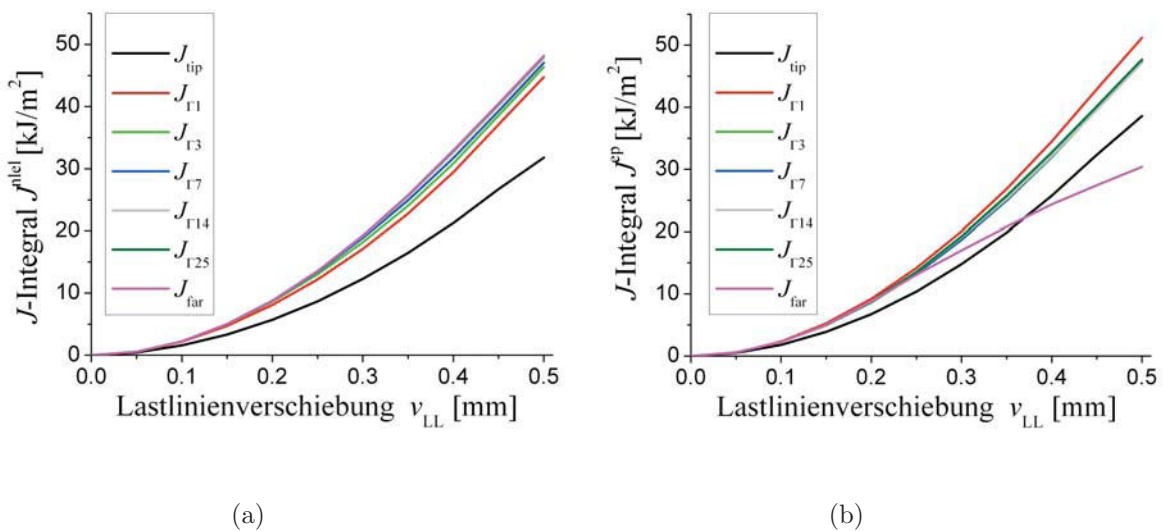 J-Integral J^nlel [kJ/m²]
50
40
30
20
10
0
J_tip
J_Γ1
J_Γ3
J_Γ7
J_Γ14
J_Γ25
J_far
0.0 0.1 0.2 0.3 0.4 0.5
Lastlinienverschiebung v_LL [mm]
(a)
J-Integral J^ep [kJ/m²]
50
40
30
20
10
0
J_tip
J_Γ1
J_Γ3
J_Γ7
J_Γ14
J_Γ25
J_far
0.0 0.1 0.2 0.3 0.4 0.5
Lastlinienverschiebung v_LL [mm]
(b)